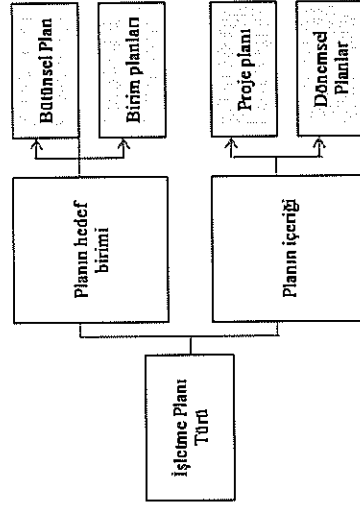 İşletme Planı
Türü
Planın hedef
birimi
Bütünsel Plan
Birim planları
Planın içeriği
Proje planı
Dönemsel
Planlar